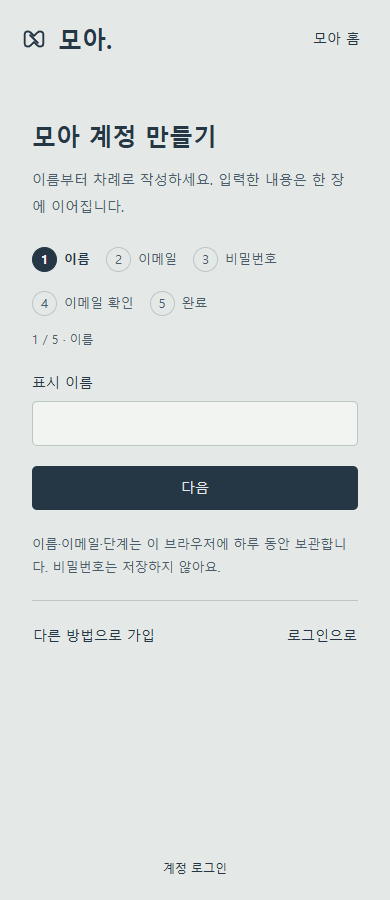 모아.
모아 홈
모아 계정 만들기
이름부터 차례로 작성하세요. 입력한 내용은 한 장
에 이어집니다.
1 이름 2 이메일 3 비밀번호
4 이메일 확인 5 완료
1 / 5 · 이름
표시 이름
다음
이름·이메일·단계는 이 브라우저에 하루 동안 보관합니
다. 비밀번호는 저장하지 않아요.
다른 방법으로 가입 로그인으로
계정 로그인